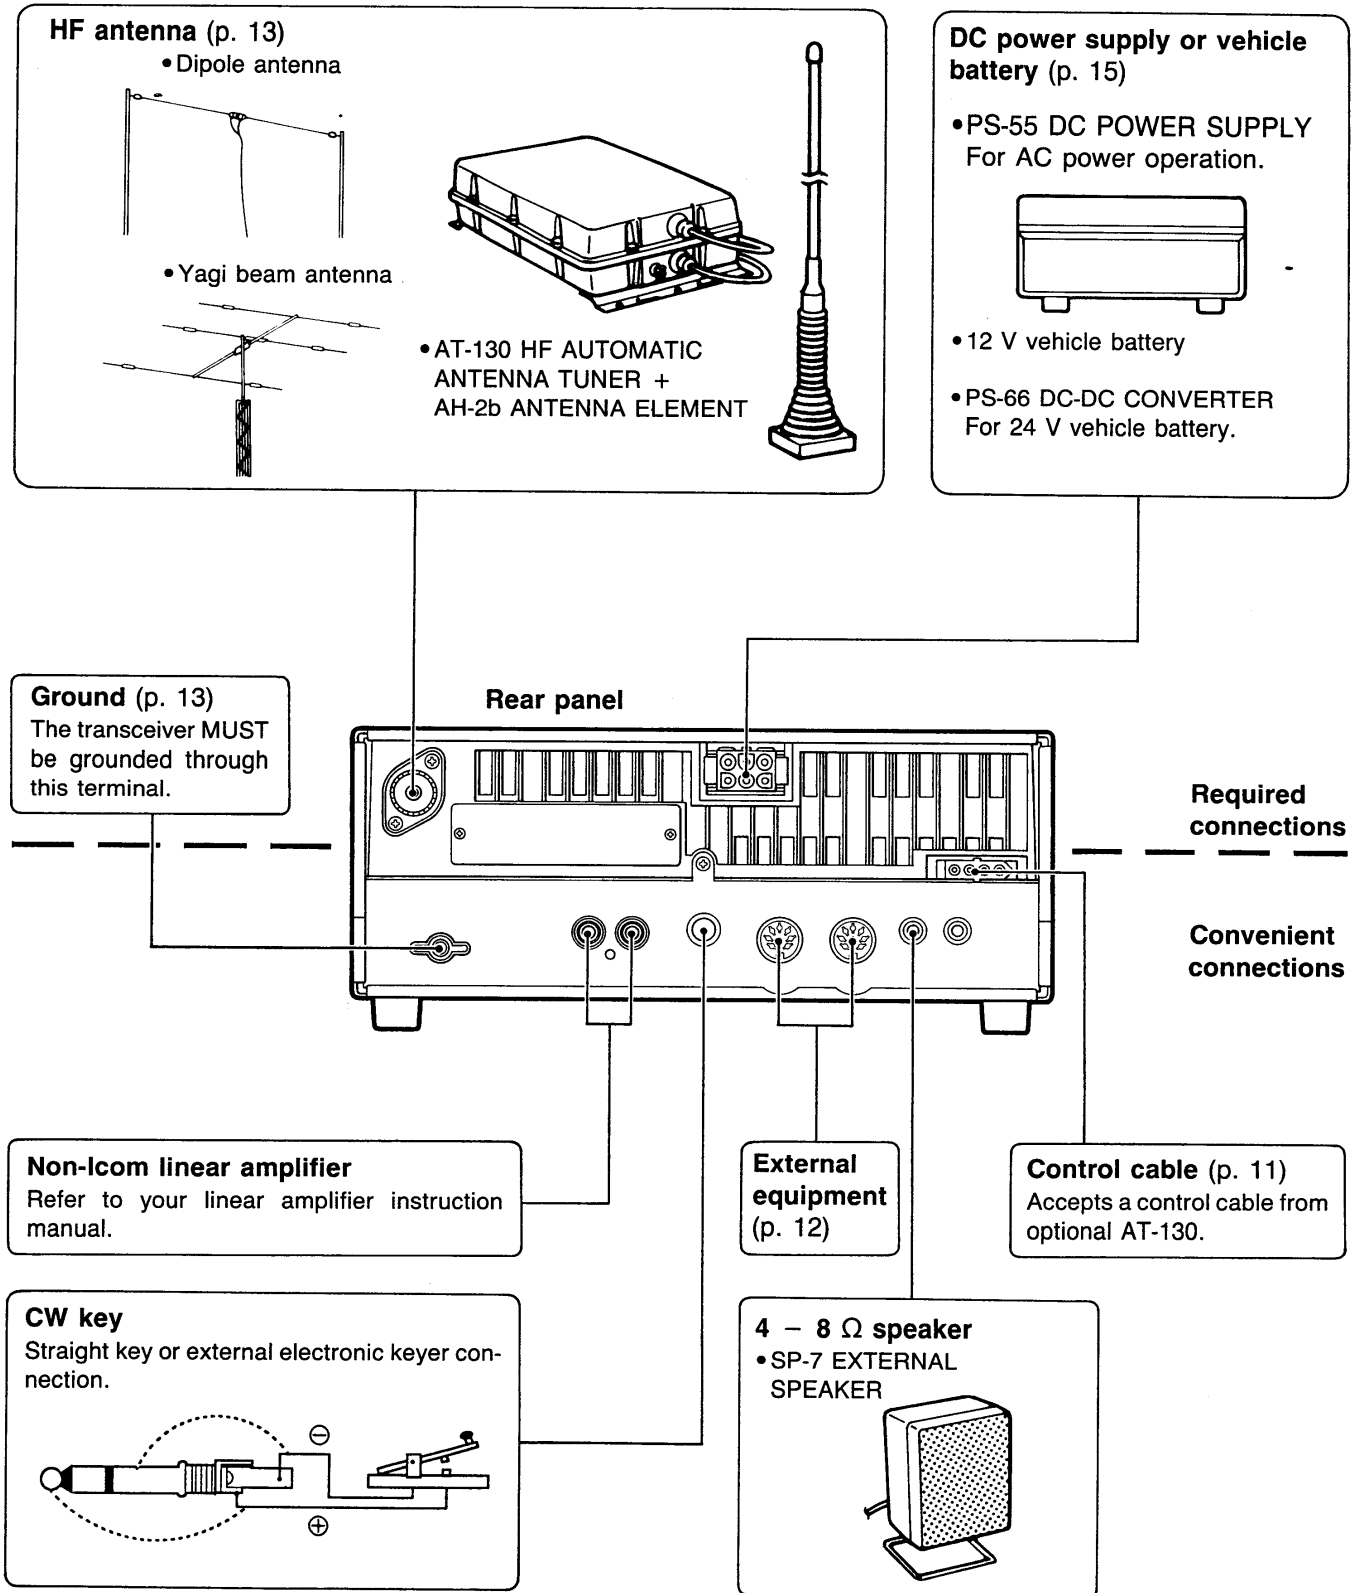 HF antenna (p. 13)
• Dipole antenna
• Yagi beam antenna
• AT-130 HF AUTOMATIC
ANTENNA TUNER +
AH-2b ANTENNA ELEMENT
DC power supply or vehicle
battery (p. 15)
• PS-55 DC POWER SUPPLY
For AC power operation.
• 12 V vehicle battery
• PS-66 DC-DC CONVERTER
For 24 V vehicle battery.
Ground (p. 13)
The transceiver MUST
be grounded through
this terminal.
Rear panel
Required
connections
Convenient
connections
Non-Icom linear amplifier
Refer to your linear amplifier instruction
manual.
External
equipment
(p. 12)
Control cable (p. 11)
Accepts a control cable from
optional AT-130.
CW key
Straight key or external electronic keyer con-
nection.
⊖
⊕
4 – 8 Ω speaker
• SP-7 EXTERNAL
SPEAKER